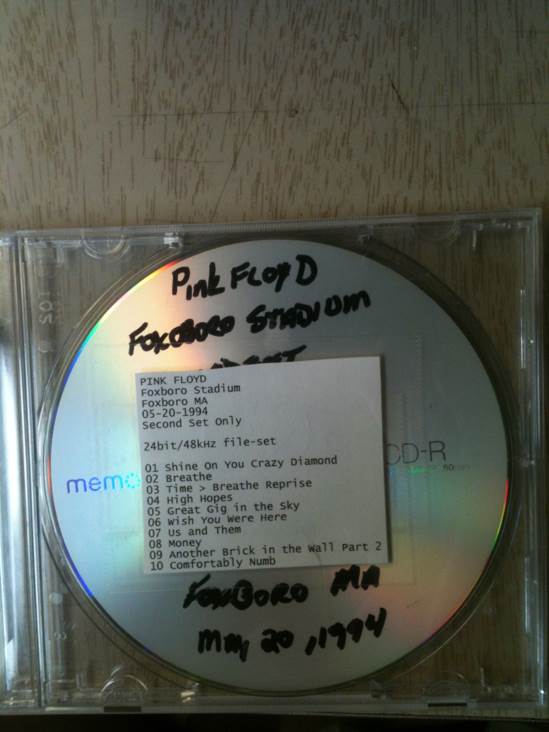 Pink Floyd
Foxoboro Stadium
PINK FLOYD
Foxboro Stadium
Foxboro MA
05-20-1994
Second Set Only
24bit/48kHz file-set
01 Shine On You Crazy Diamond
02 Breathe
03 Time > Breathe Reprise
04 High Hopes
05 Great Gig in the Sky
06 Wish You Were Here
07 Us and Them
08 Money
09 Another Brick in the Wall Part 2
10 Comfortably Numb
memo
CD-R
FoxBoro MA
May 20, 1994